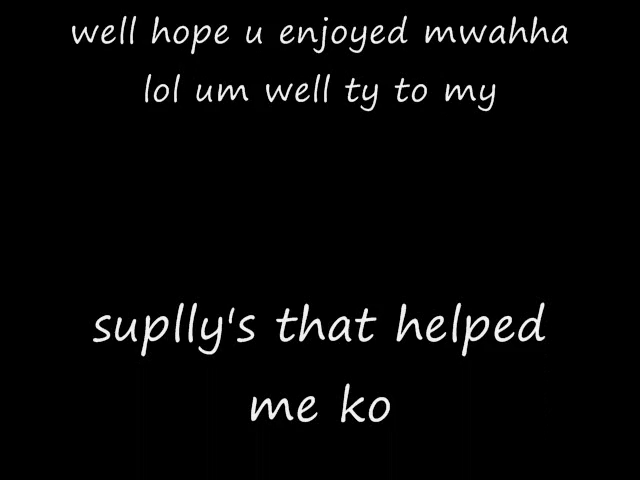 well hope u enjoyed mwahha
lol um well ty to my
suplly's that helped
me ko